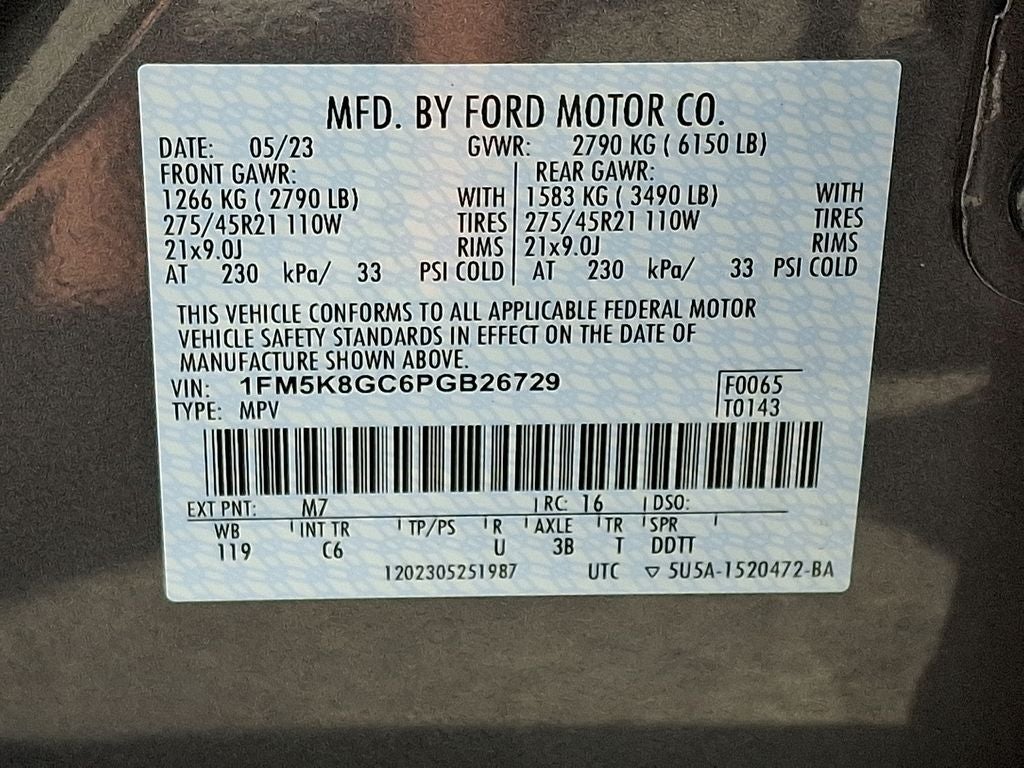 MFD. BY FORD MOTOR CO.
DATE: 05/23 GVWR: 2790 KG ( 6150 LB)
FRONT GAWR: REAR GAWR:
1266 KG ( 2790 LB) WITH 1583 KG ( 3490 LB) WITH
275/45R21 110W TIRES 275/45R21 110W TIRES
21x9.0J RIMS 21x9.0J RIMS
AT 230 kPa/ 33 PSI COLD AT 230 kPa/ 33 PSI COLD
THIS VEHICLE CONFORMS TO ALL APPLICABLE FEDERAL MOTOR
VEHICLE SAFETY STANDARDS IN EFFECT ON THE DATE OF
MANUFACTURE SHOWN ABOVE.
VIN: 1FM5K8GC6PGB26729 F0065
TYPE: MPV T0143
EXT PNT: M7 RC: 16 DSO:
WB INT TR TP/PS R AXLE TR SPR
119 C6 U 3B T DDTT
1202305251987 UTC ▽ 5U5A-1520472-BA